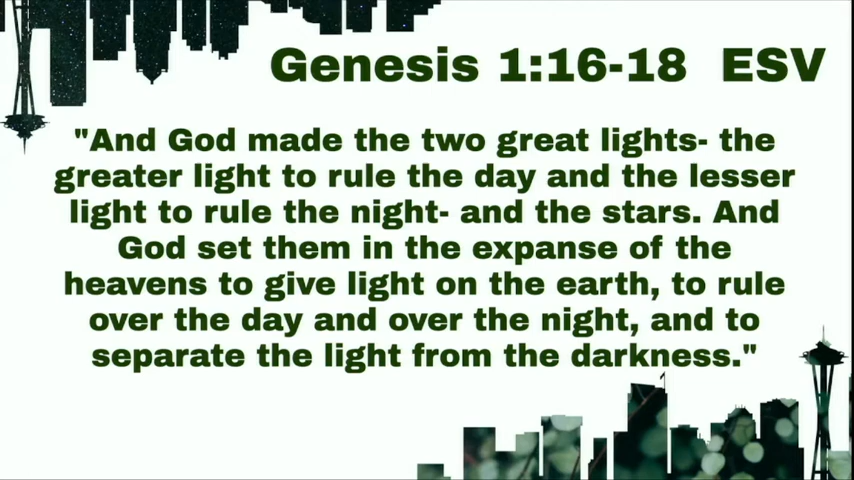 Genesis 1:16-18  ESV
"And God made the two great lights- the
greater light to rule the day and the lesser
light to rule the night- and the stars. And
God set them in the expanse of the
heavens to give light on the earth, to rule
over the day and over the night, and to
separate the light from the darkness."